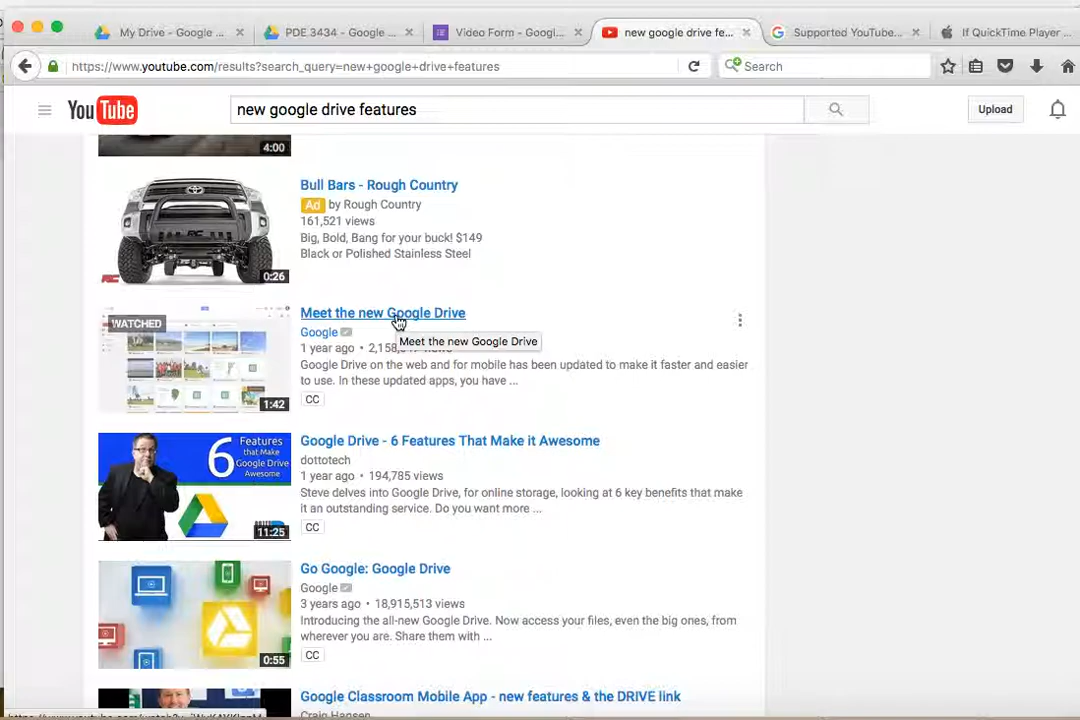 My Drive - Google ...
PDE 3434 - Google ...
Video Form - Googl...
new google drive fe...
Supported YouTube...
If QuickTime Player ...
https://www.youtube.com/results?search_query=new+google+drive+features
Search
YouTube
new google drive features
Upload
4:00
Bull Bars - Rough Country
Ad by Rough Country
161,521 views
Big, Bold, Bang for your buck! $149
Black or Polished Stainless Steel
0:26
Meet the new Google Drive
WATCHED
Google
Meet the new Google Drive
1 year ago • 2,158,
Google Drive on the web and for mobile has been updated to make it faster and easier
to use. In these updated apps, you have ...
CC
1:42
Google Drive - 6 Features That Make it Awesome
6 Features
that Make
Google Drive
Awesome
dottotech
1 year ago • 194,785 views
Steve delves into Google Drive, for online storage, looking at 6 key benefits that make
it an outstanding service. Do you want more ...
CC
11:25
Go Google: Google Drive
Google
3 years ago • 18,915,513 views
Introducing the all-new Google Drive. Now access your files, even the big ones, from
wherever you are. Share them with ...
CC
0:55
Google Classroom Mobile App - new features & the DRIVE link
Craig Hansen